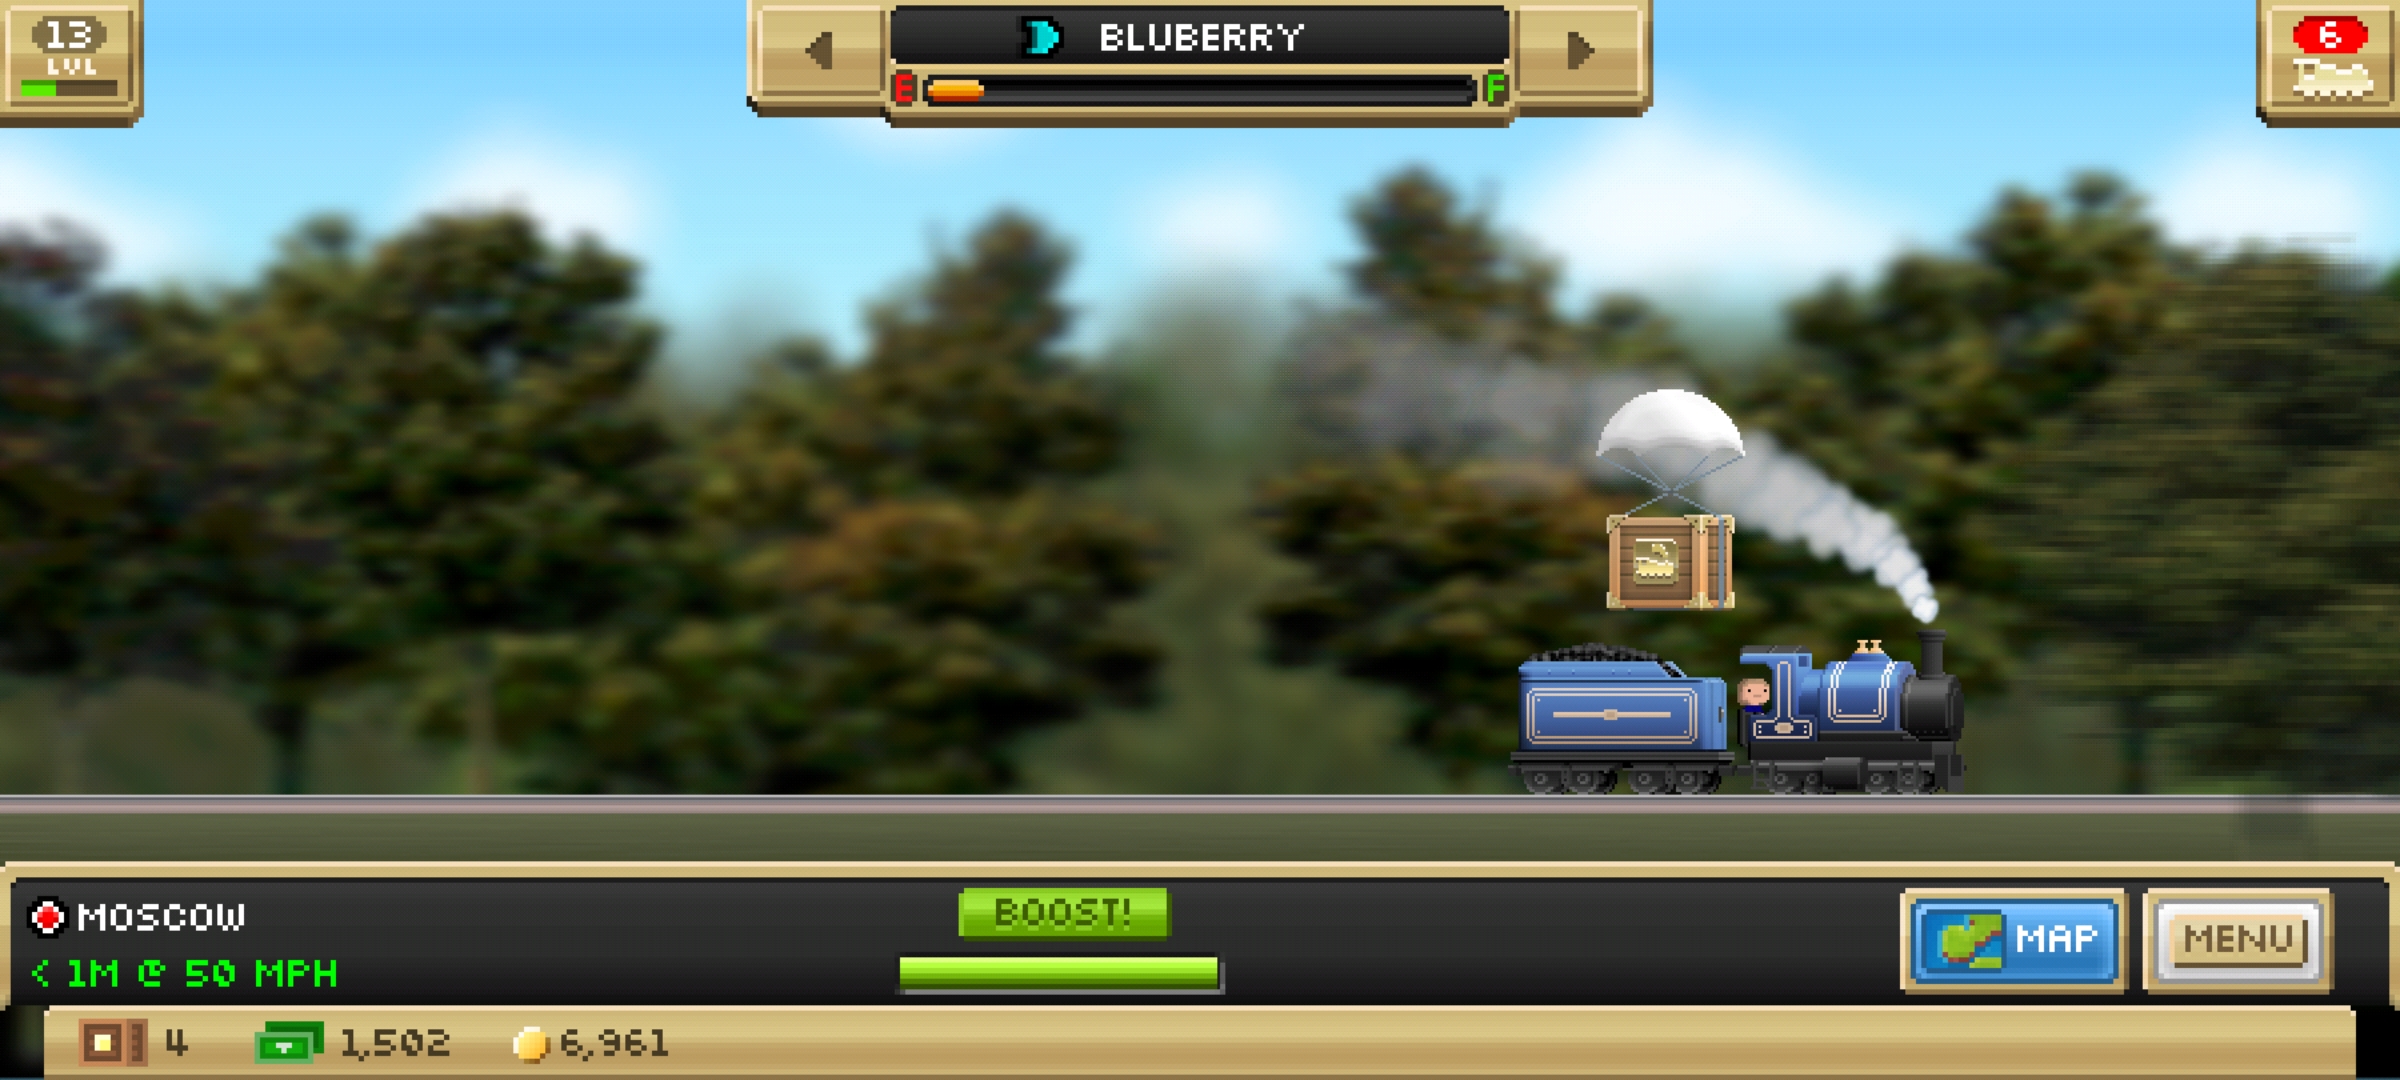 13
LVL
BLUBERRY
E F
6
MOSCOW
< 1M @ 50 MPH
BOOST!
MAP
MENU
4 1,502 6,961